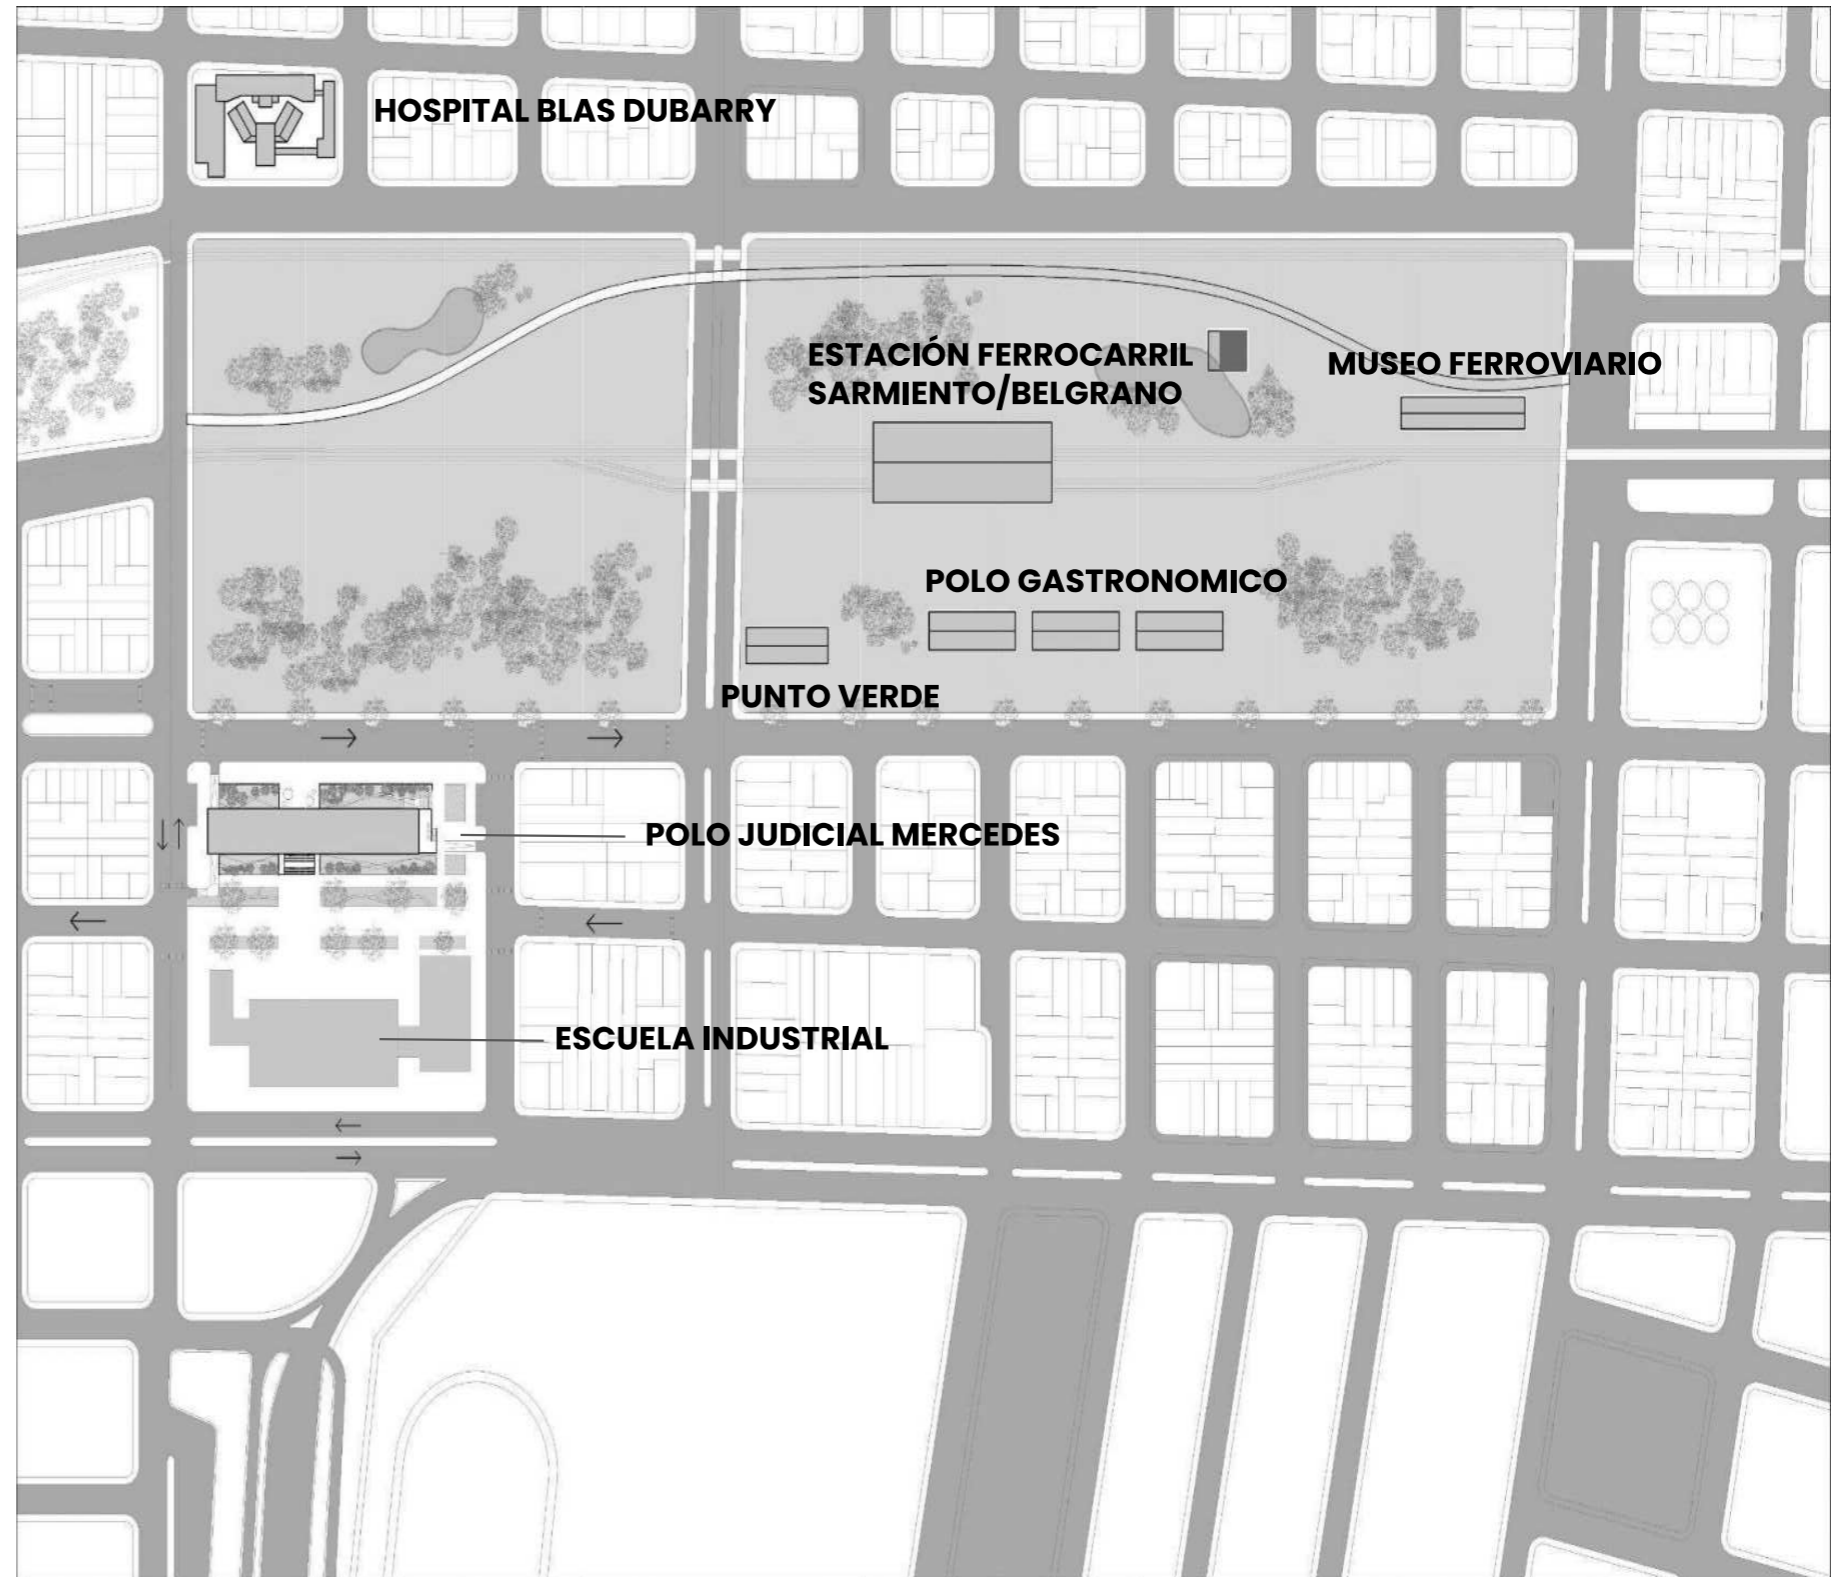 HOSPITAL BLAS DUBARRY
ESTACIÓN FERROCARRIL
SARMIENTO/BELGRANO
MUSEO FERROVIARIO
POLO GASTRONOMICO
PUNTO VERDE
POLO JUDICIAL MERCEDES
ESCUELA INDUSTRIAL